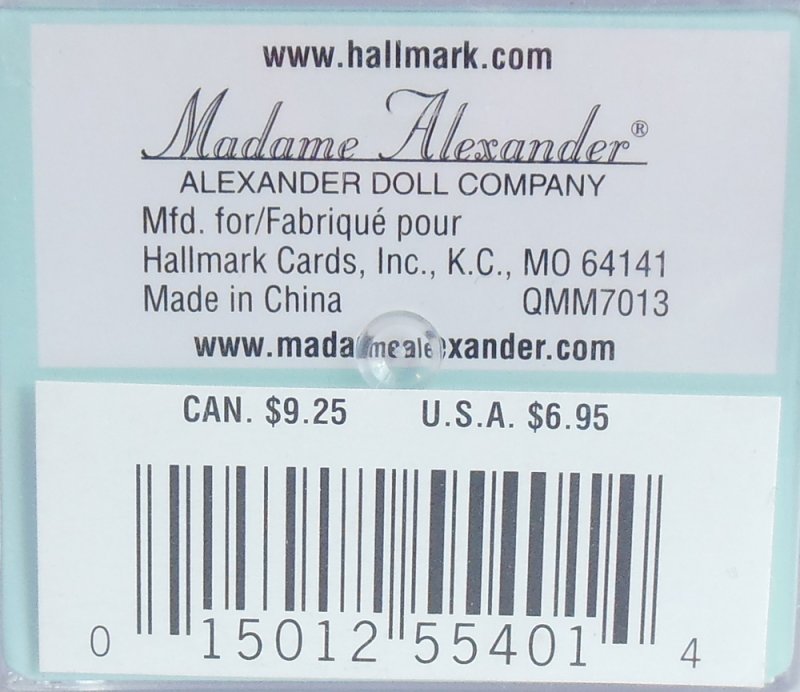 www.hallmark.com
Madame Alexander®
ALEXANDER DOLL COMPANY
Mfd. for/Fabriqué pour
Hallmark Cards, Inc., K.C., MO 64141
Made in China QMM7013
www.madamealexander.com
CAN. $9.25 U.S.A. $6.95
0 15012 55401 4